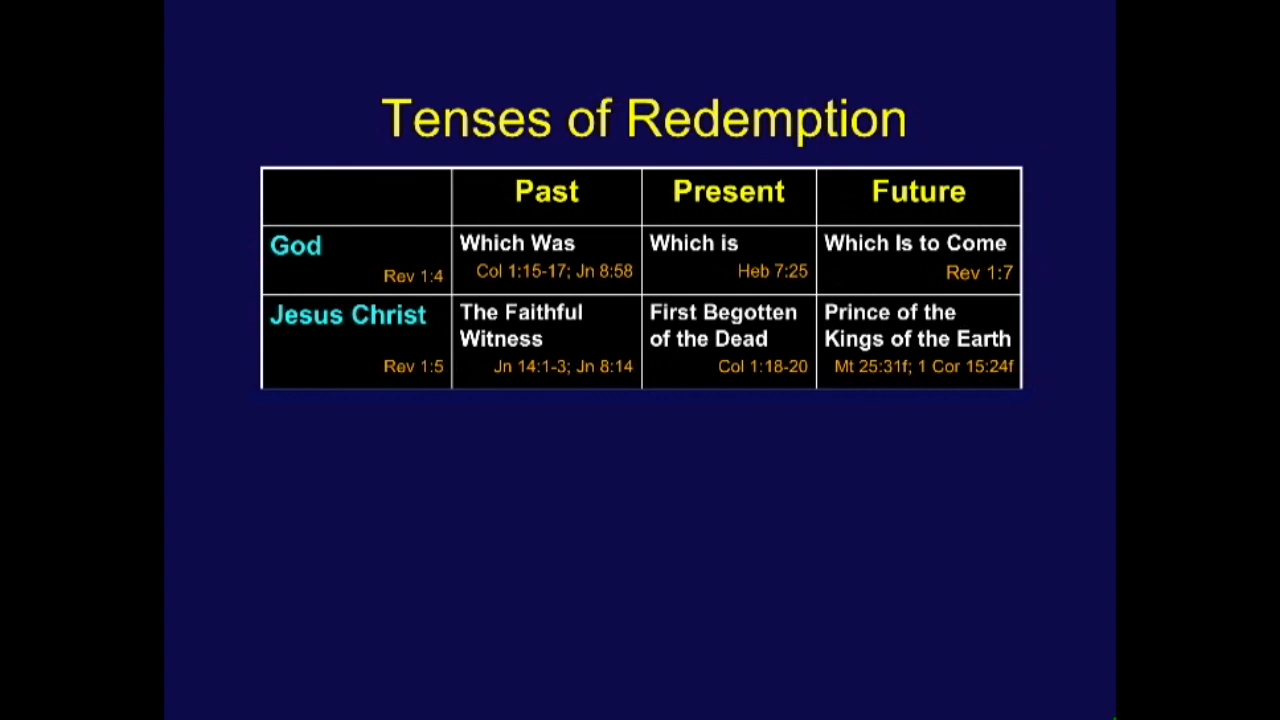 Tenses of Redemption
Past Present Future
God Which Was Which is Which Is to Come
Rev 1:4 Col 1:15-17; Jn 8:58 Heb 7:25 Rev 1:7
Jesus Christ The Faithful First Begotten Prince of the
Witness of the Dead Kings of the Earth
Rev 1:5 Jn 14:1-3; Jn 8:14 Col 1:18-20 Mt 25:31f; 1 Cor 15:24f